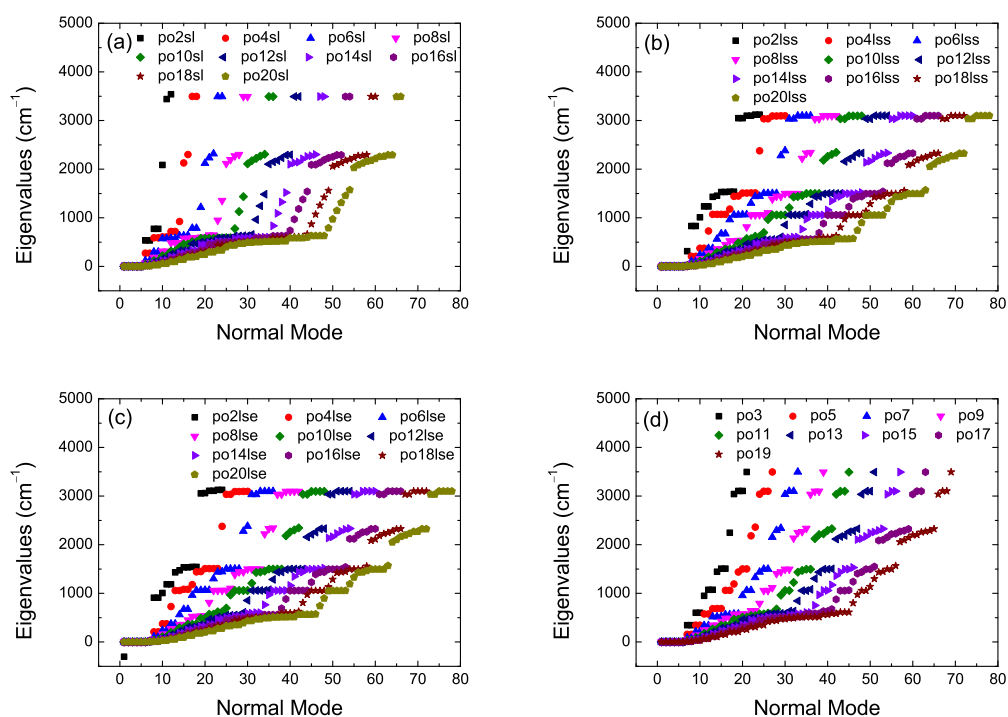 (a)
po2sl po4sl po6sl po8sl
po10sl po12sl po14sl po16sl
po18sl po20sl
Eigenvalues (cm⁻¹)
5000
4000
3000
2000
1000
0
0 10 20 30 40 50 60 70 80
Normal Mode
(b)
po2lss po4lss po6lss
po8lss po10lss po12lss
po14lss po16lss po18lss
po20lss
Eigenvalues (cm⁻¹)
5000
4000
3000
2000
1000
0
0 10 20 30 40 50 60 70 80
Normal Mode
(c)
po2lse po4lse po6lse
po8lse po10lse po12lse
po14lse po16lse po18lse
po20lse
Eigenvalues (cm⁻¹)
5000
4000
3000
2000
1000
0
0 10 20 30 40 50 60 70 80
Normal Mode
(d)
po3 po5 po7 po9
po11 po13 po15 po17
po19
Eigenvalues (cm⁻¹)
5000
4000
3000
2000
1000
0
0 10 20 30 40 50 60 70 80
Normal Mode